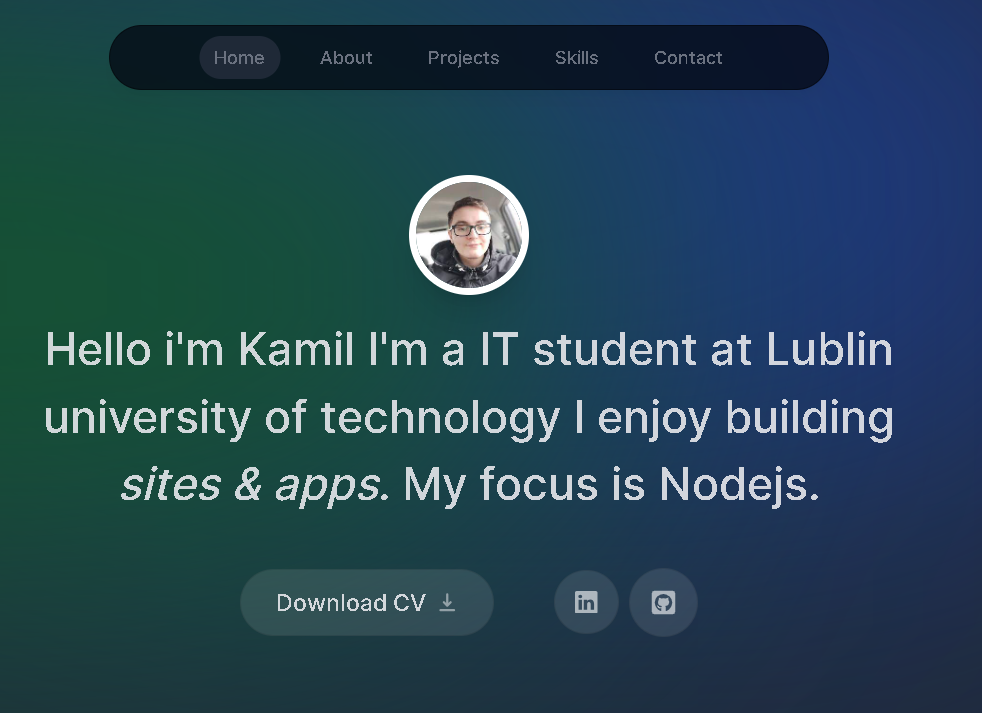 Home About Projects Skills Contact
Hello i'm Kamil I'm a IT student at Lublin
university of technology I enjoy building
sites & apps. My focus is Nodejs.
Download CV
in